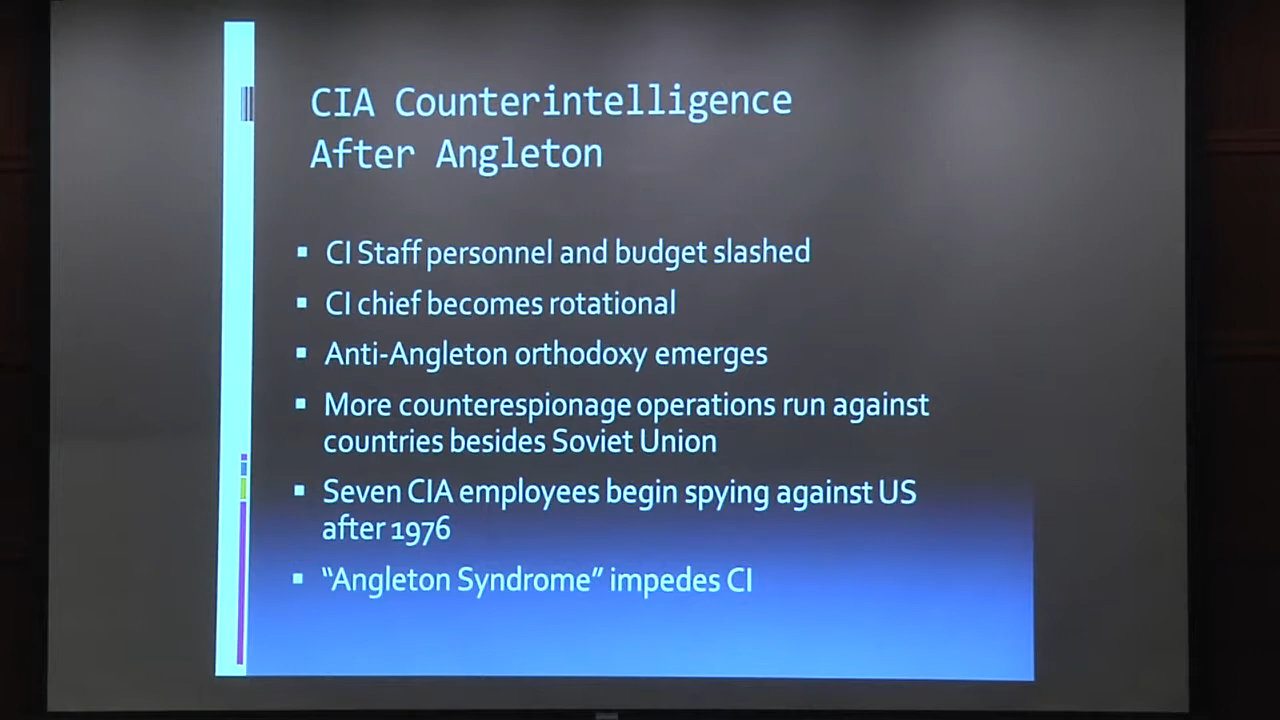 CIA Counterintelligence
After Angleton
▪ CI Staff personnel and budget slashed
▪ CI chief becomes rotational
▪ Anti-Angleton orthodoxy emerges
▪ More counterespionage operations run against
countries besides Soviet Union
▪ Seven CIA employees begin spying against US
after 1976
▪ “Angleton Syndrome” impedes CI